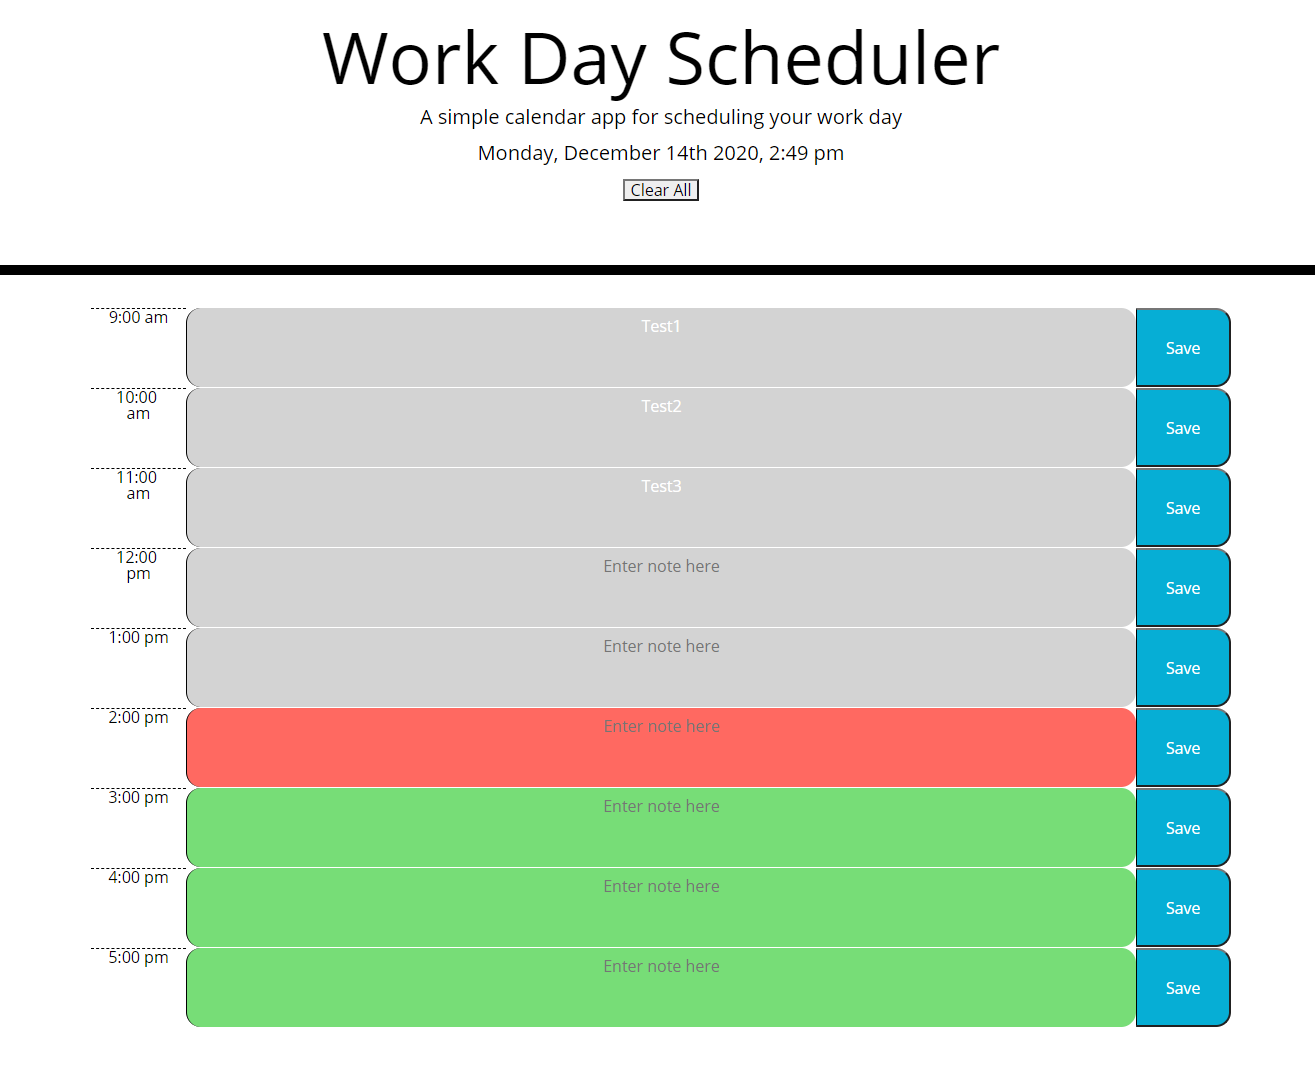 Work Day Scheduler
A simple calendar app for scheduling your work day
Monday, December 14th 2020, 2:49 pm
Clear All
9:00 am
Test1
Save
10:00
am
Test2
Save
11:00
am
Test3
Save
12:00
pm
Enter note here
Save
1:00 pm
Enter note here
Save
2:00 pm
Enter note here
Save
3:00 pm
Enter note here
Save
4:00 pm
Enter note here
Save
5:00 pm
Enter note here
Save